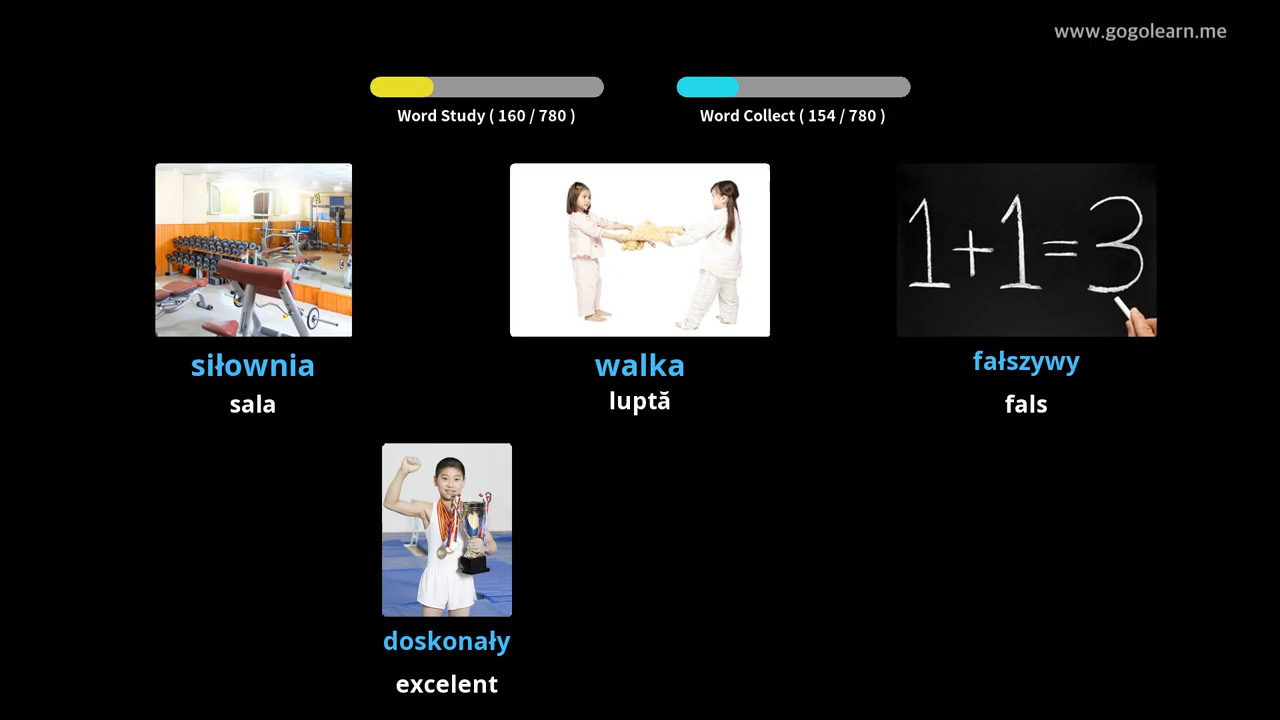 www.gogolearn.me
Word Study ( 160 / 780 )
Word Collect ( 154 / 780 )
1+1=3
siłownia
walka
fałszywy
sala
luptă
fals
doskonały
excelent